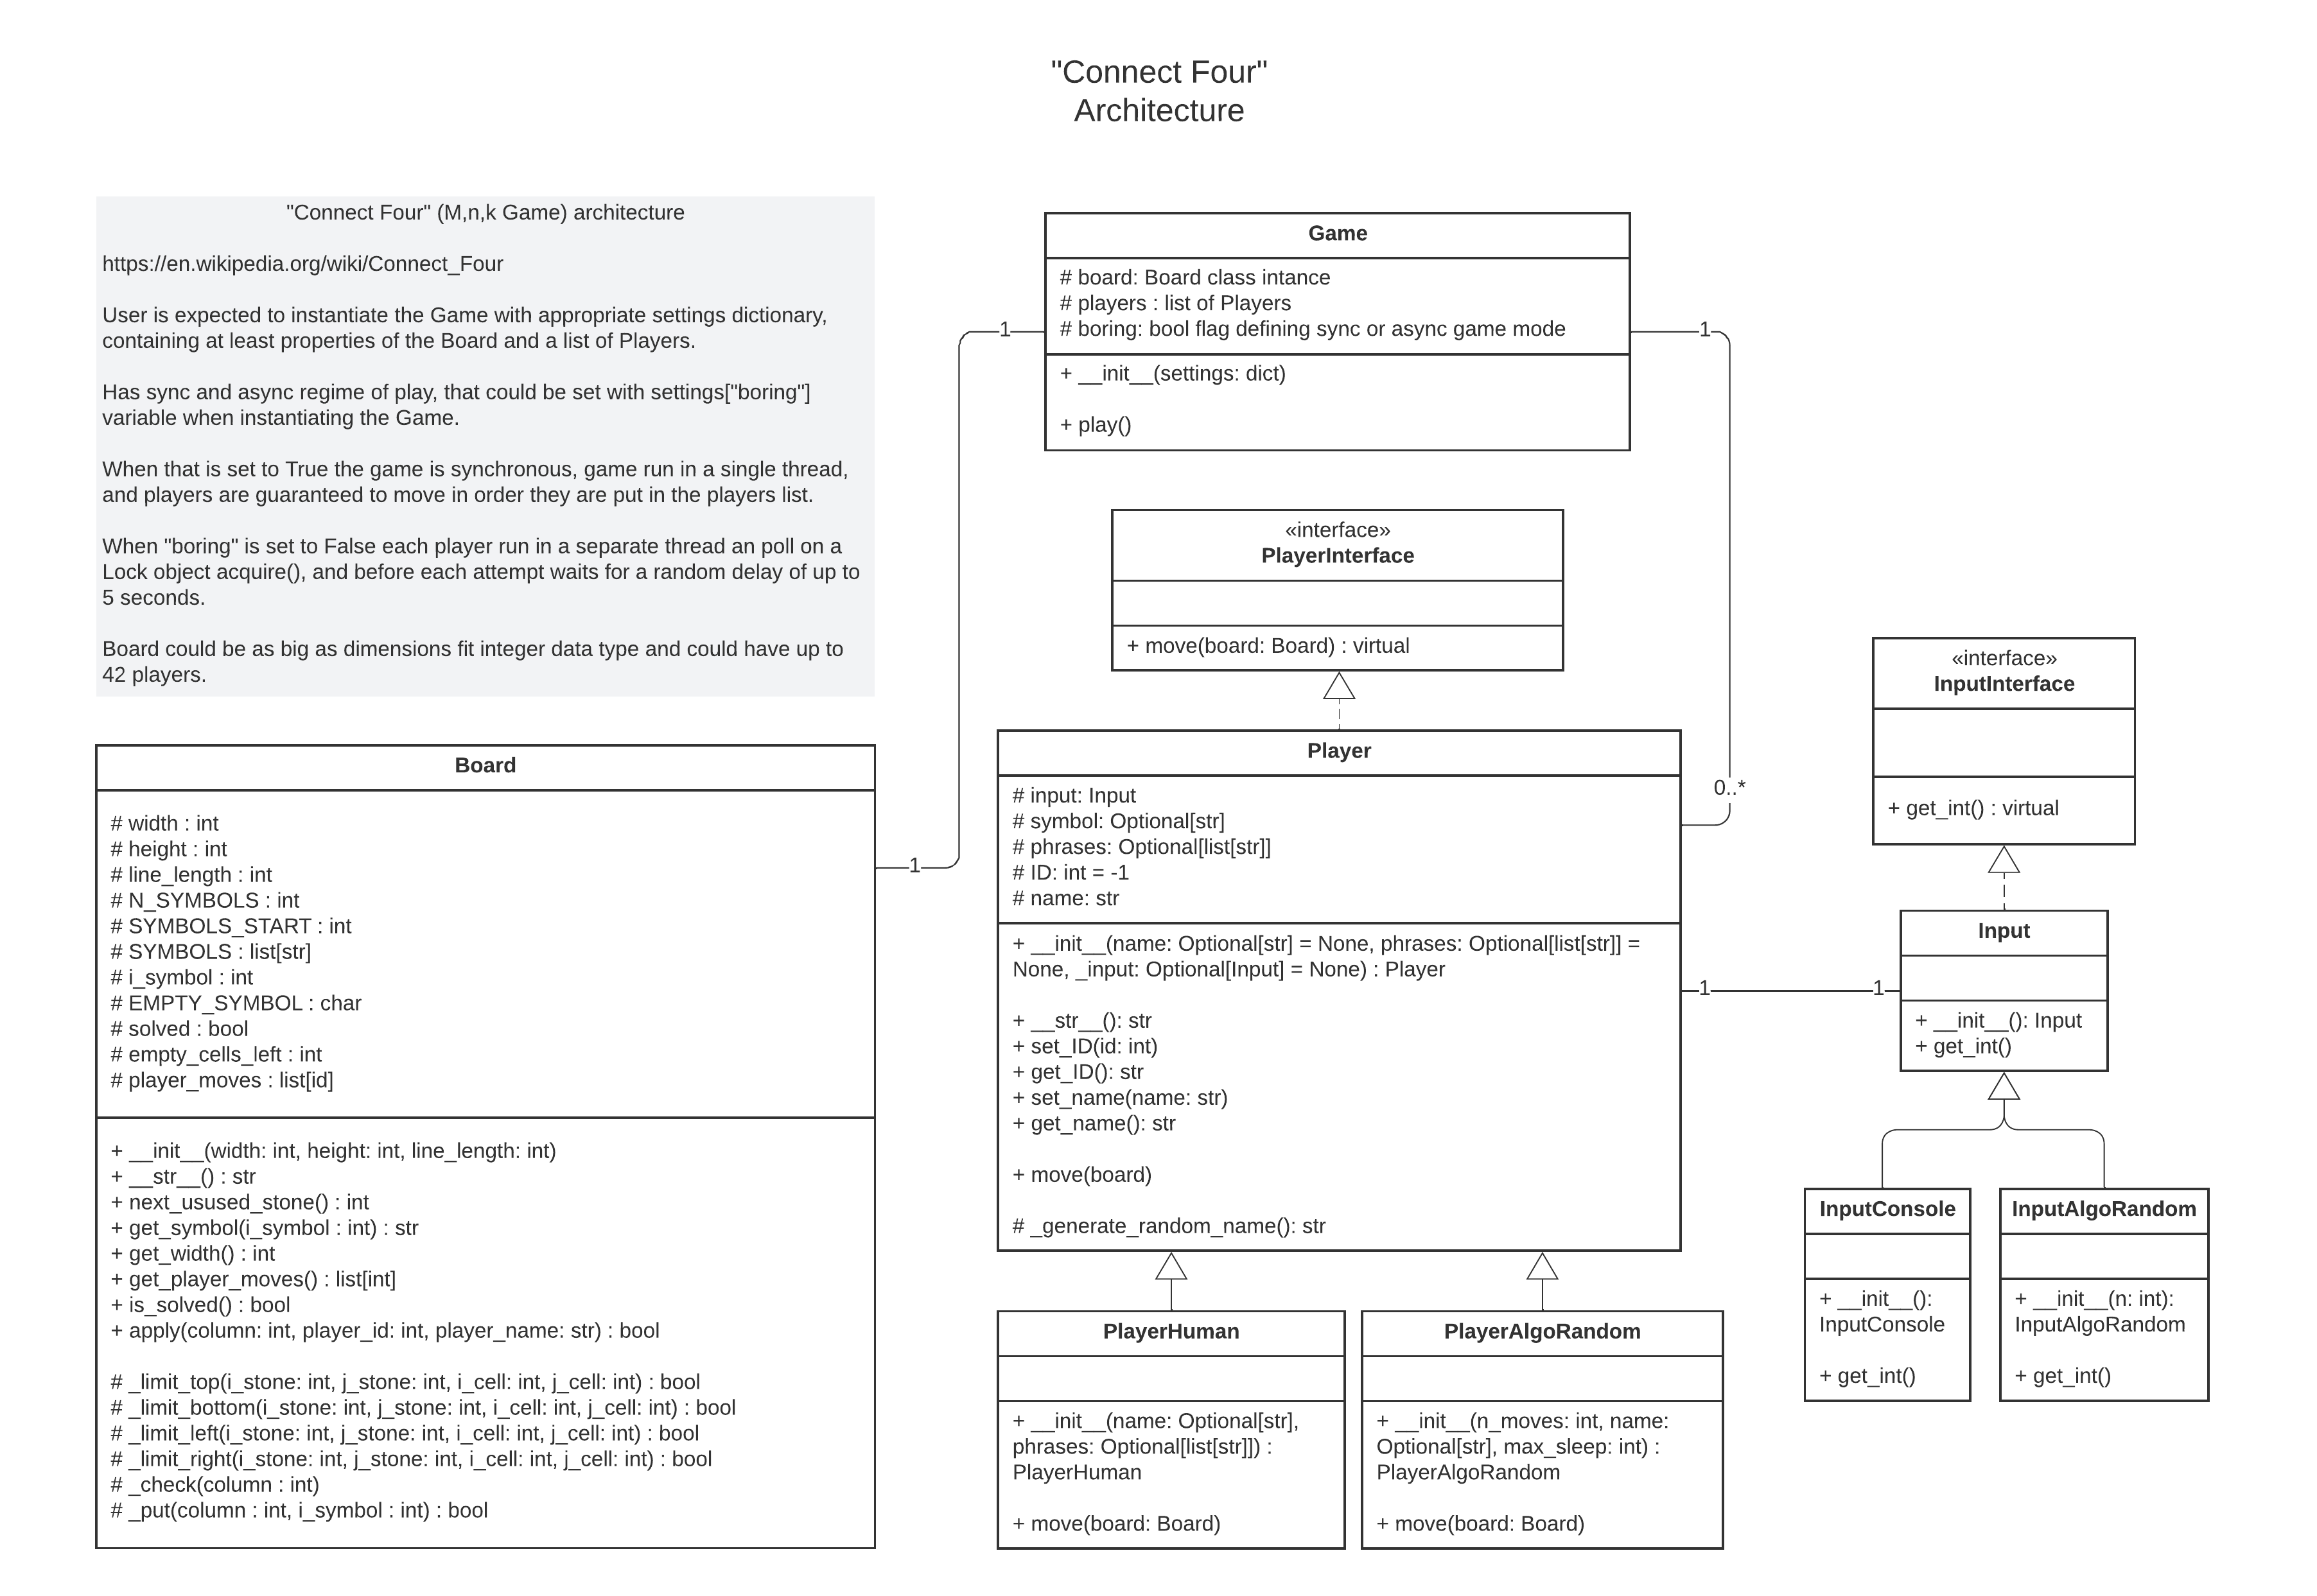 "Connect Four"
Architecture
"Connect Four" (M,n,k Game) architecture
https://en.wikipedia.org/wiki/Connect_Four
User is expected to instantiate the Game with appropriate settings dictionary,
containing at least properties of the Board and a list of Players.
Has sync and async regime of play, that could be set with settings["boring"]
variable when instantiating the Game.
When that is set to True the game is synchronous, game run in a single thread,
and players are guaranteed to move in order they are put in the players list.
When "boring" is set to False each player run in a separate thread an poll on a
Lock object acquire(), and before each attempt waits for a random delay of up to
5 seconds.
Board could be as big as dimensions fit integer data type and could have up to
42 players.
Game
# board: Board class intance
# players : list of Players
# boring: bool flag defining sync or async game mode
+ __init__(settings: dict)
+ play()
1
1
«interface»
PlayerInterface
+ move(board: Board) : virtual
«interface»
InputInterface
+ get_int() : virtual
Board
# width : int
# height : int
# line_length : int
# N_SYMBOLS : int
# SYMBOLS_START : int
# SYMBOLS : list[str]
# i_symbol : int
# EMPTY_SYMBOL : char
# solved : bool
# empty_cells_left : int
# player_moves : list[id]
+ __init__(width: int, height: int, line_length: int)
+ __str__() : str
+ next_usused_stone() : int
+ get_symbol(i_symbol : int) : str
+ get_width() : int
+ get_player_moves() : list[int]
+ is_solved() : bool
+ apply(column: int, player_id: int, player_name: str) : bool
# _limit_top(i_stone: int, j_stone: int, i_cell: int, j_cell: int) : bool
# _limit_bottom(i_stone: int, j_stone: int, i_cell: int, j_cell: int) : bool
# _limit_left(i_stone: int, j_stone: int, i_cell: int, j_cell: int) : bool
# _limit_right(i_stone: int, j_stone: int, i_cell: int, j_cell: int) : bool
# _check(column : int)
# _put(column : int, i_symbol : int) : bool
1
Player
# input: Input
# symbol: Optional[str]
# phrases: Optional[list[str]]
# ID: int = -1
# name: str
+ __init__(name: Optional[str] = None, phrases: Optional[list[str]] =
None, _input: Optional[Input] = None) : Player
+ __str__(): str
+ set_ID(id: int)
+ get_ID(): str
+ set_name(name: str)
+ get_name(): str
+ move(board)
# _generate_random_name(): str
0..*
1
1
Input
+ __init__(): Input
+ get_int()
PlayerHuman
+ __init__(name: Optional[str],
phrases: Optional[list[str]]) :
PlayerHuman
+ move(board: Board)
PlayerAlgoRandom
+ __init__(n_moves: int, name:
Optional[str], max_sleep: int) :
PlayerAlgoRandom
+ move(board: Board)
InputConsole
+ __init__():
InputConsole
+ get_int()
InputAlgoRandom
+ __init__(n: int):
InputAlgoRandom
+ get_int()